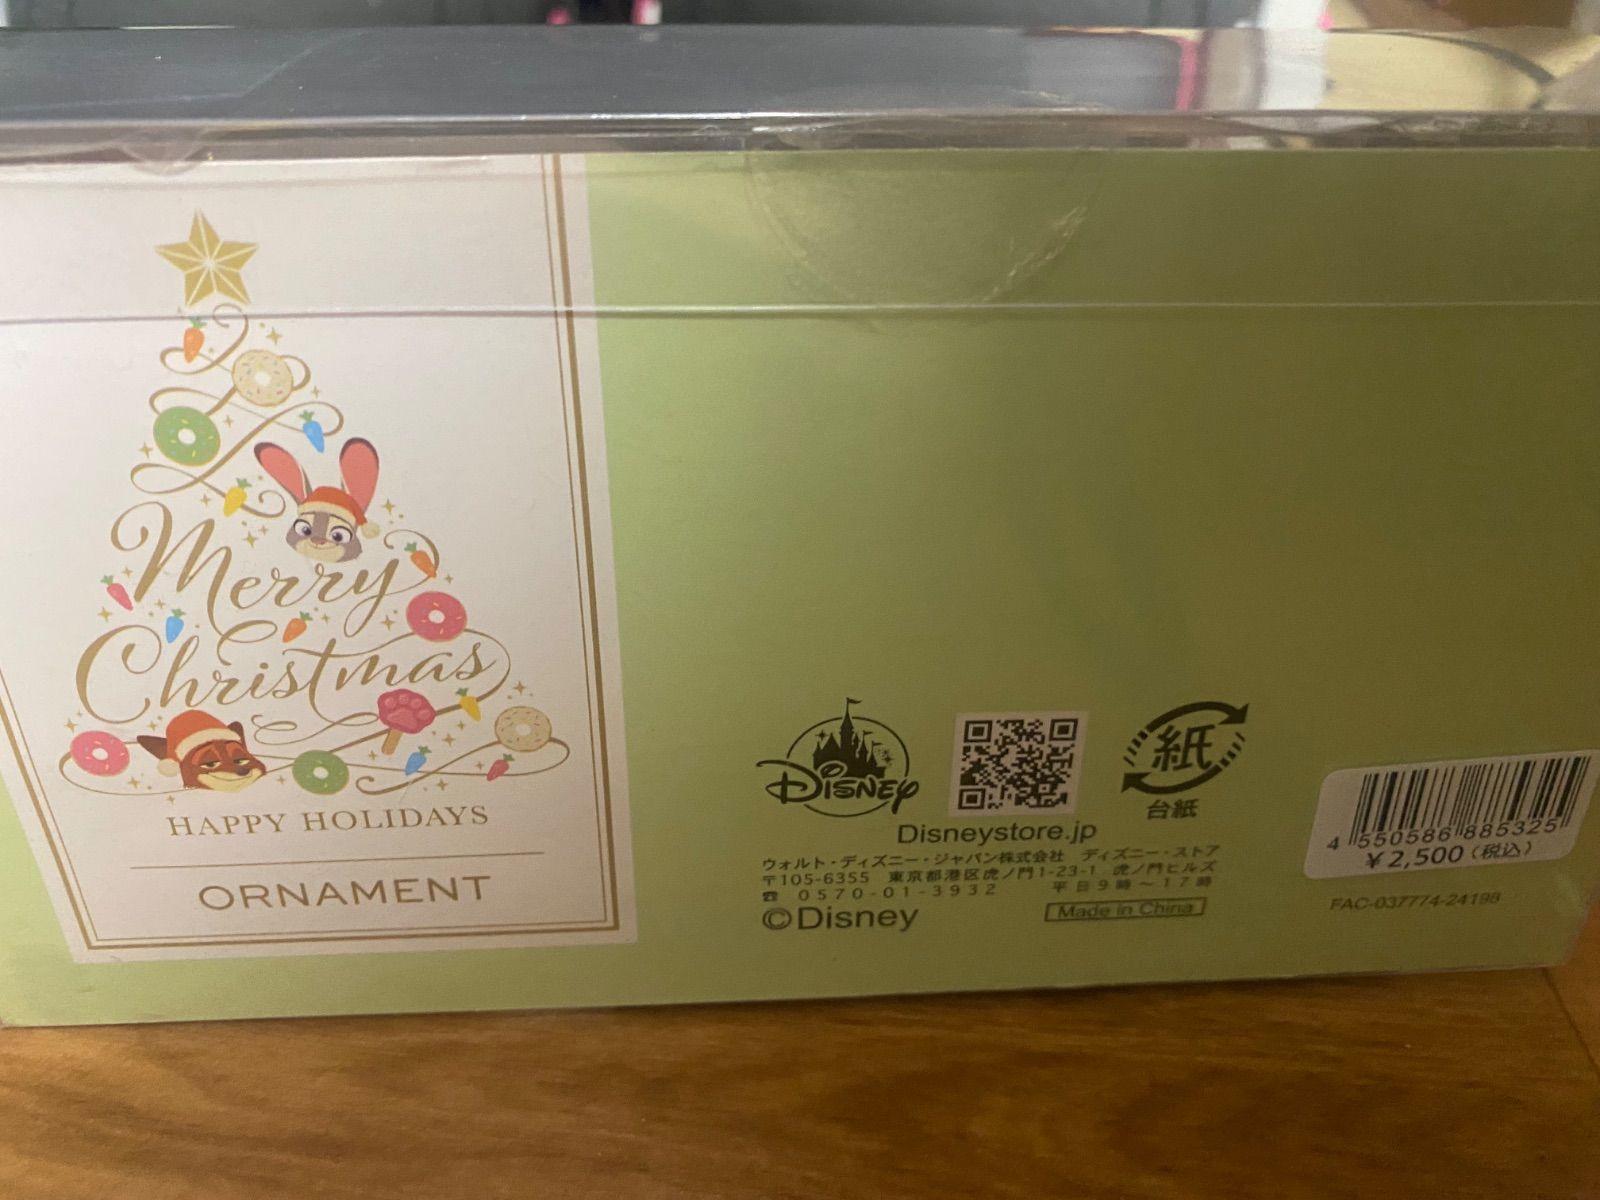 Merry
Christmas
HAPPY HOLIDAYS
ORNAMENT
Disney
紙
台紙
Disneystore.jp
ウォルト・ディズニー・ジャパン株式会社 ディズニー・ストア
〒105-6355 東京都港区虎ノ門1-23-1 虎ノ門ヒルズ
☎ 0570-01-3932 平日9時～17時
©Disney
Made in China
4 550586 885325
¥2,500(税込)
FAC-037774-24198